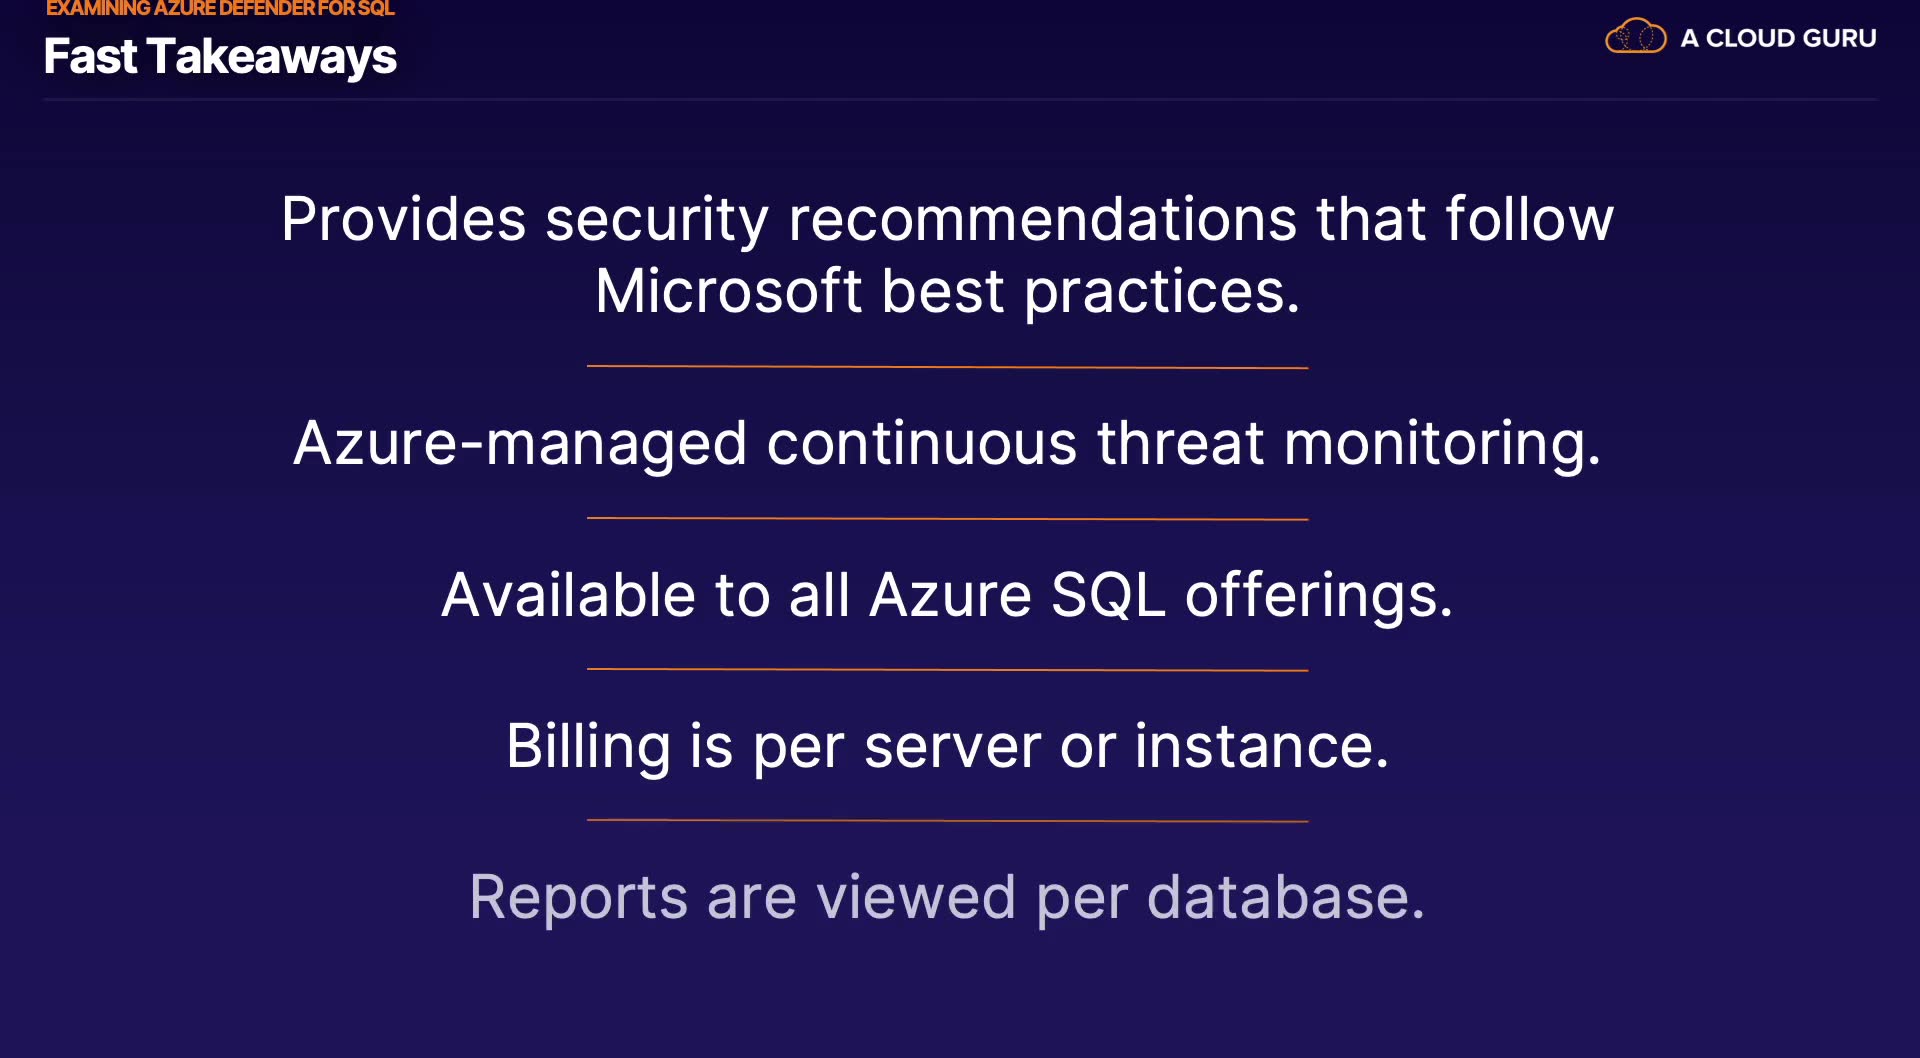 EXAMINING AZURE DEFENDER FOR SQL
Fast Takeaways
A CLOUD GURU
Provides security recommendations that follow
Microsoft best practices.
Azure-managed continuous threat monitoring.
Available to all Azure SQL offerings.
Billing is per server or instance.
Reports are viewed per database.